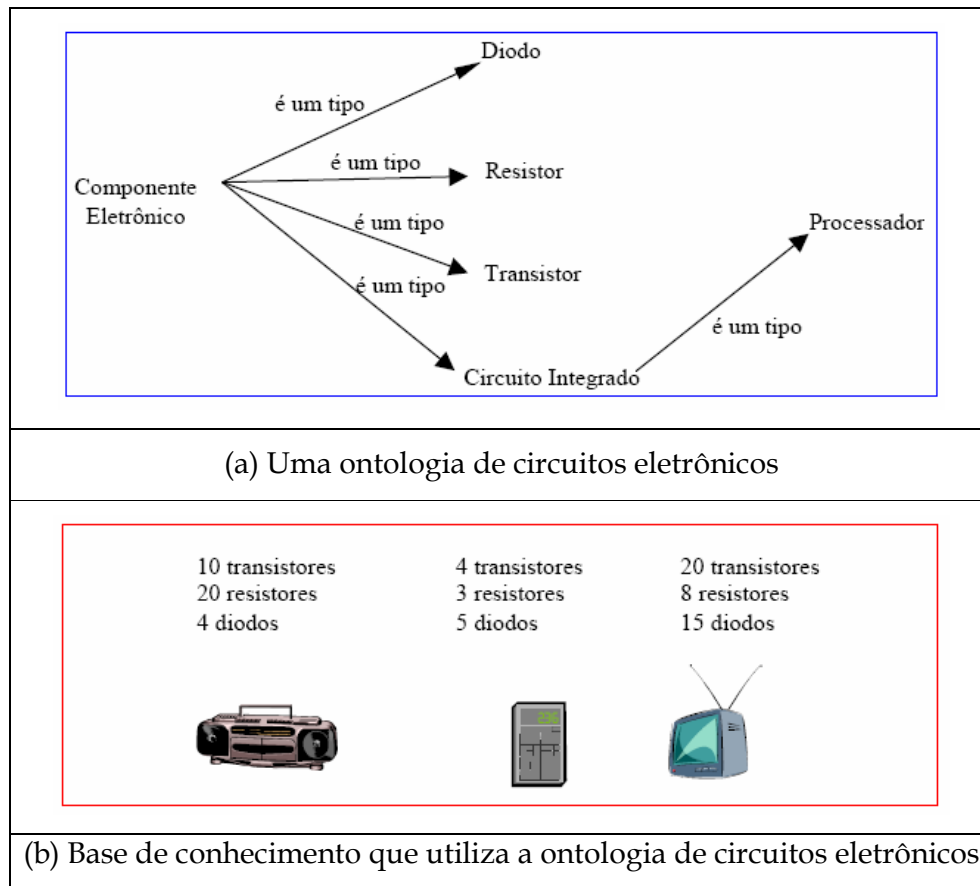 Diodo
é um tipo
é um tipo
Resistor
Componente
Eletrônico
é um tipo
Processador
Transistor
é um tipo
é um tipo
Circuito Integrado
(a) Uma ontologia de circuitos eletrônicos
10 transistores
20 resistores
4 diodos
4 transistores
3 resistores
5 diodos
20 transistores
8 resistores
15 diodos
(b) Base de conhecimento que utiliza a ontologia de circuitos eletrônicos